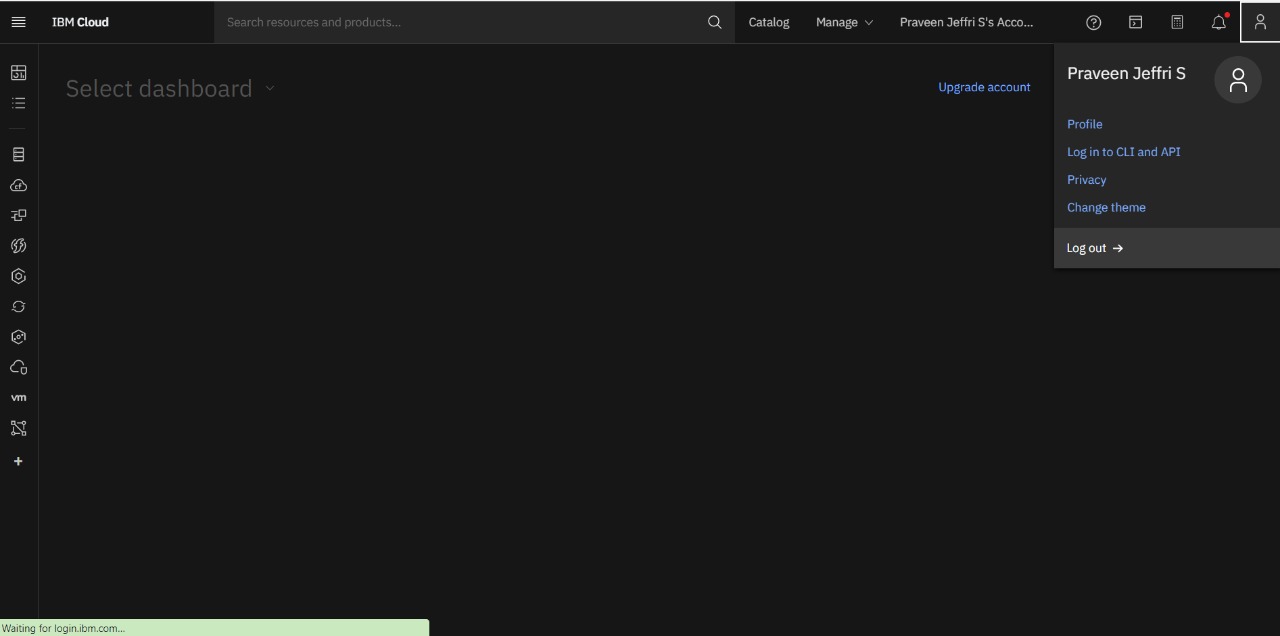 IBM Cloud
Search resources and products...
Catalog
Manage
Praveen Jeffri S's Acco...
Select dashboard
Upgrade account
Praveen Jeffri S
Profile
Log in to CLI and API
Privacy
Change theme
Log out →
cf
vm
+
Waiting for login.ibm.com...